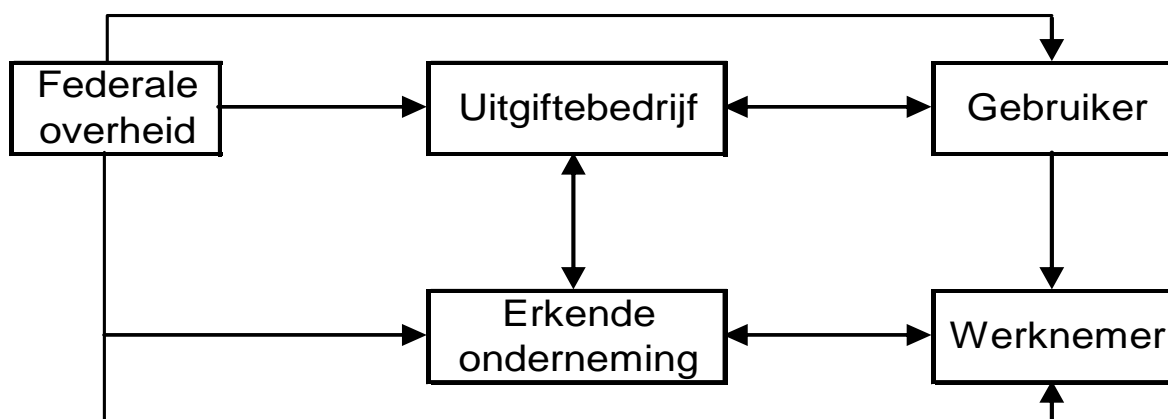 Federale
overheid
Uitgiftebedrijf
Gebruiker
Erkende
onderneming
Werknemer